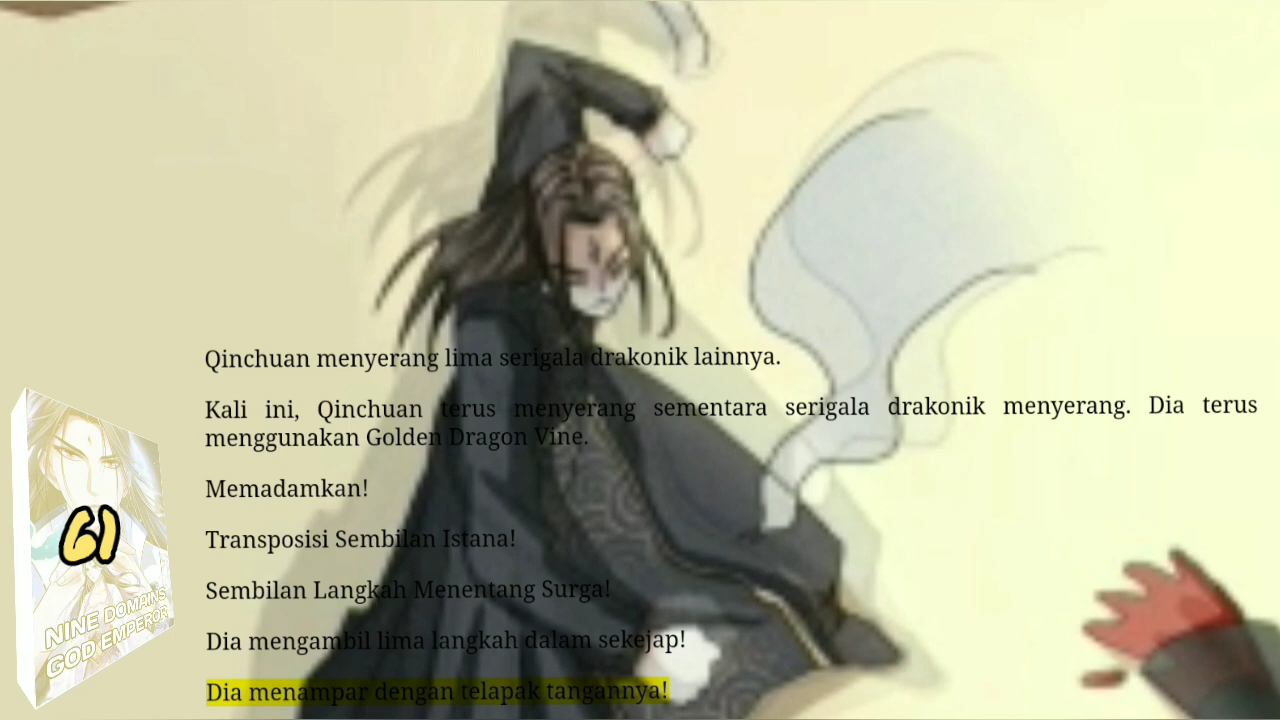 Qinchuan menyerang lima serigala drakonik lainnya.
Kali ini, Qinchuan terus menyerang sementara serigala drakonik menyerang. Dia terus
menggunakan Golden Dragon Vine.
Memadamkan!
Transposisi Sembilan Istana!
Sembilan Langkah Menentang Surga!
Dia mengambil lima langkah dalam sekejap!
Dia menampar dengan telapak tangannya!
61
NINE DOMAINS
GOD EMPEROR